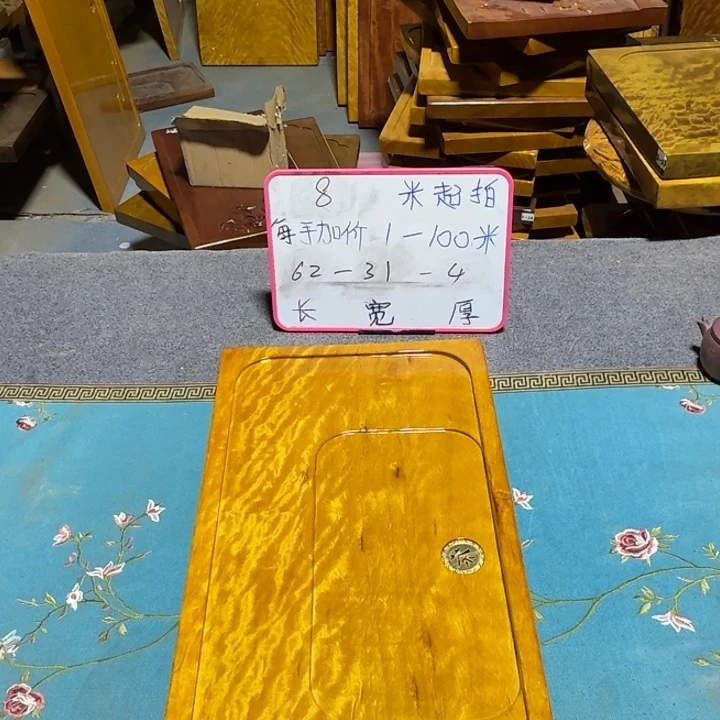 8 米起拍
每手加价 1-100米
62-31-4
长 宽 厚
茶